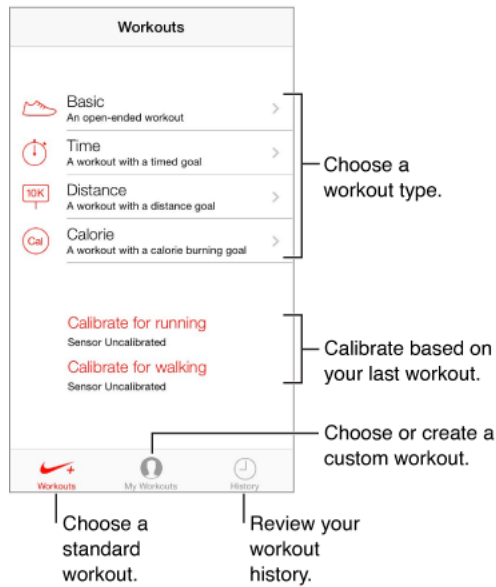 Workouts
Basic
An open-ended workout
Time
A workout with a timed goal
10K
Distance
A workout with a distance goal
Cal
Calorie
A workout with a calorie burning goal
Choose a
workout type.
Calibrate for running
Sensor Uncalibrated
Calibrate for walking
Sensor Uncalibrated
Calibrate based on
your last workout.
Choose or create a
custom workout.
Workouts
My Workouts
History
Choose a
standard
workout.
Review your
workout
history.